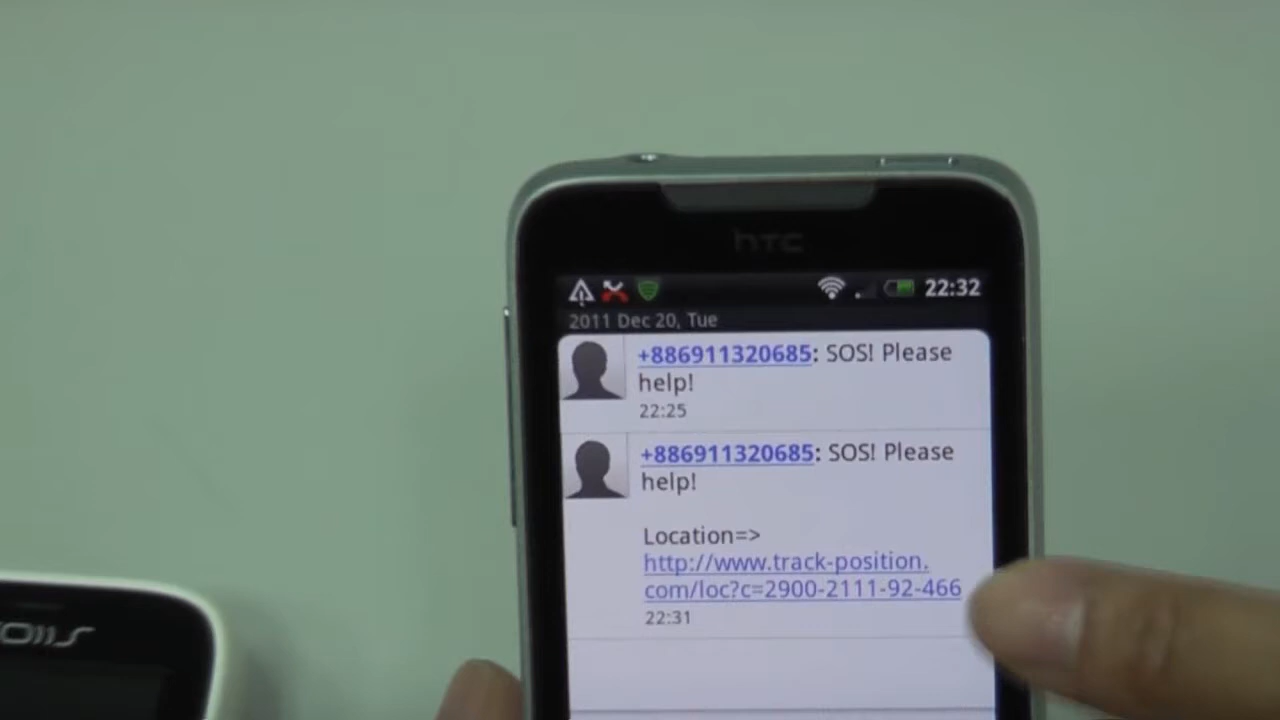 hTC
22:32
2011 Dec 20, Tue
+886911320685: SOS! Please
help!
22:25
+886911320685: SOS! Please
help!
Location=>
http://www.track-position.
com/loc?c=2900-2111-92-466
22:31